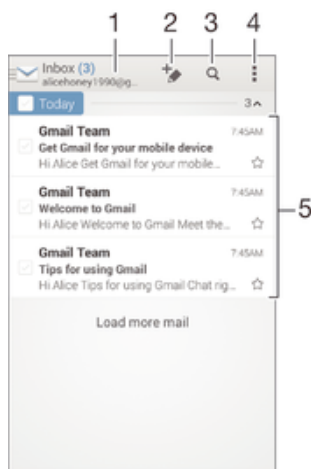 1 2 3 4
Inbox (3)
alicehoney1990@g...
Today 3
Gmail Team 7:45AM
Get Gmail for your mobile device
Hi Alice Get Gmail for your mobile...
Gmail Team 7:45AM
Welcome to Gmail
Hi Alice Welcome to Gmail Meet the...
5
Gmail Team 7:45AM
Tips for using Gmail
Hi Alice Tips for using Gmail Chat rig...
Load more mail